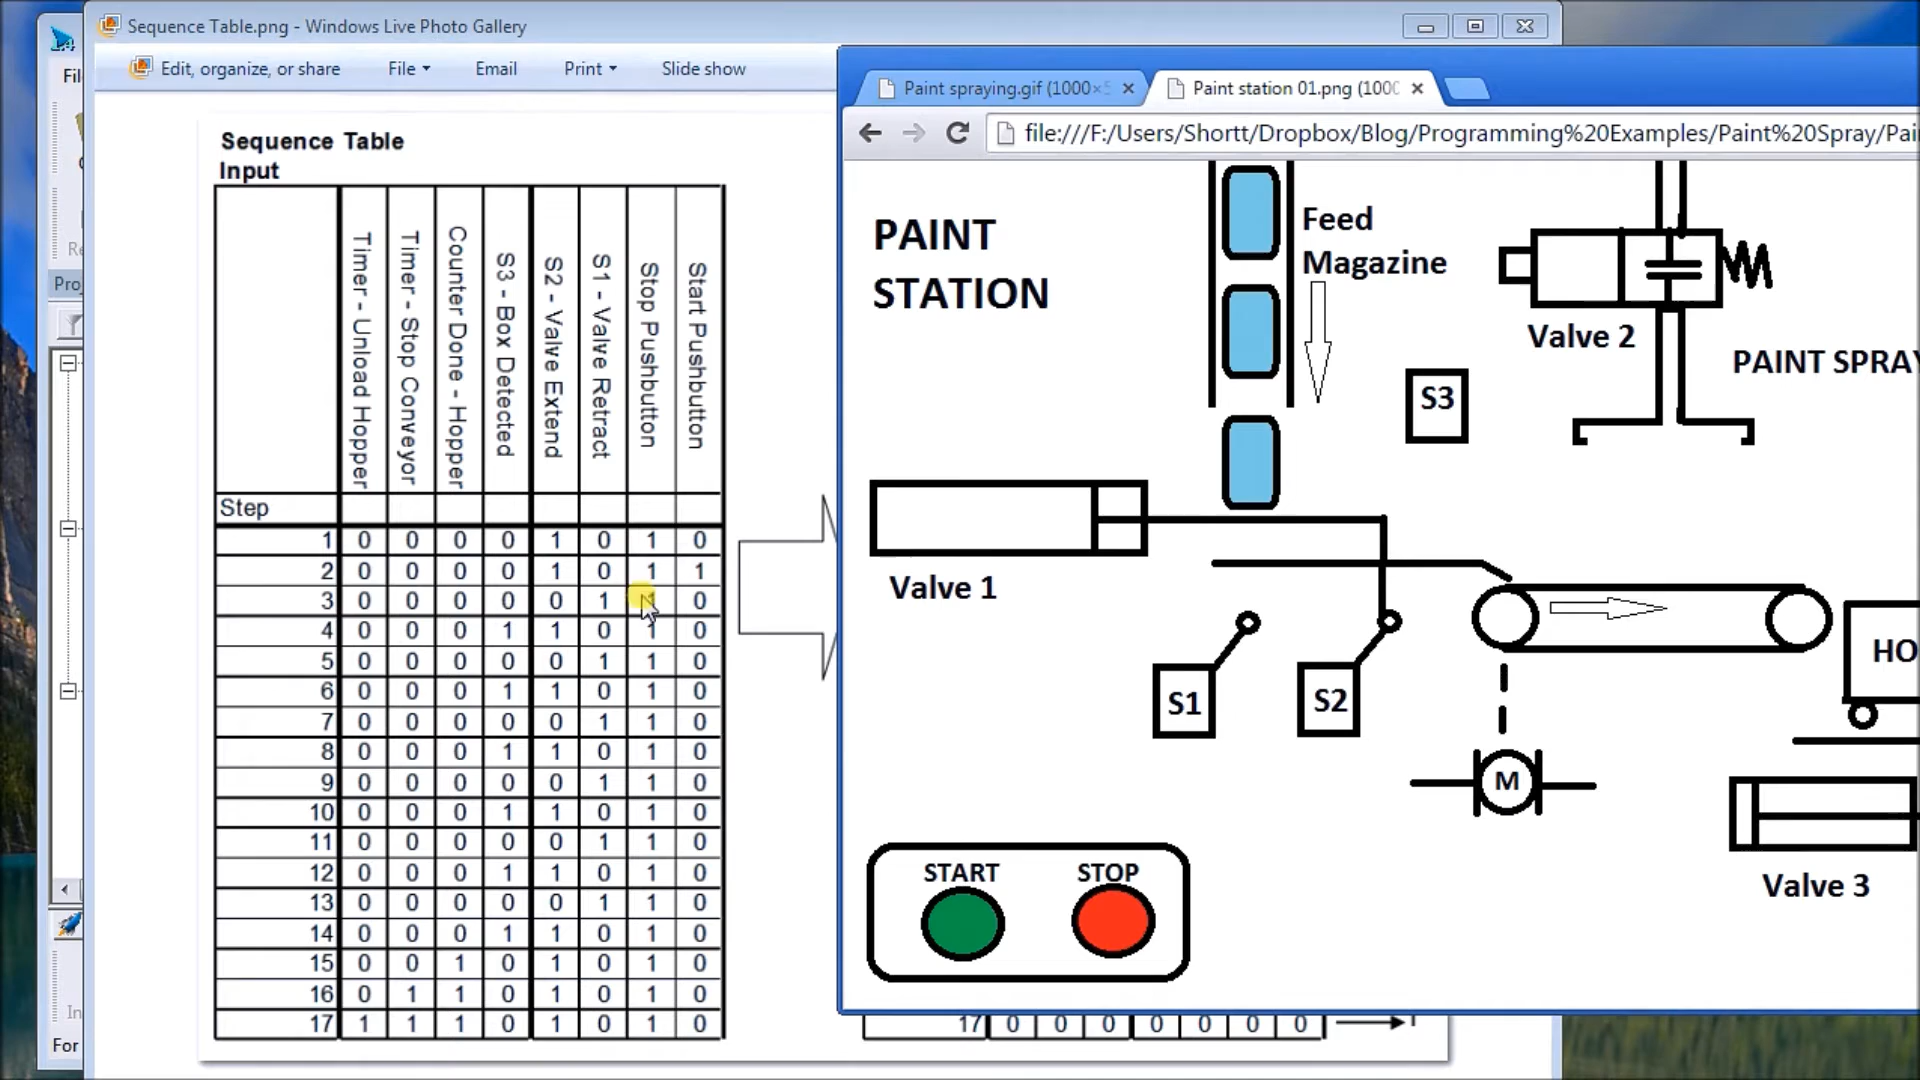 Sequence Table.png - Windows Live Photo Gallery
Fil
Edit, organize, or share File Email Print Slide show
Re
Proj
In
For
Sequence Table
Input
Timer - Unload Hopper
Timer - Stop Conveyor
Counter Done - Hopper
S3 - Box Detected
S2 - Valve Extend
S1 - Valve Retract
Stop Pushbutton
Start Pushbutton
Step
1 0 0 0 0 1 0 1 0
2 0 0 0 0 1 0 1 1
3 0 0 0 0 0 1 1 0
4 0 0 0 1 1 0 1 0
5 0 0 0 0 0 1 1 0
6 0 0 0 1 1 0 1 0
7 0 0 0 0 0 1 1 0
8 0 0 0 1 1 0 1 0
9 0 0 0 0 0 1 1 0
10 0 0 0 1 1 0 1 0
11 0 0 0 0 0 1 1 0
12 0 0 0 1 1 0 1 0
13 0 0 0 0 0 1 1 0
14 0 0 0 1 1 0 1 0
15 0 0 1 0 1 0 1 0
16 0 1 1 0 1 0 1 0
17 1 1 1 0 1 0 1 0
17 0 0 0 0 0 0 0
Paint spraying.gif (1000×5
Paint station 01.png (1000
file:///F:/Users/Shortt/Dropbox/Blog/Programming%20Examples/Paint%20Spray/Pai
PAINT
STATION
Feed
Magazine
Valve 2
PAINT SPRAY
S3
Valve 1
S1
S2
HO
M
Valve 3
START
STOP